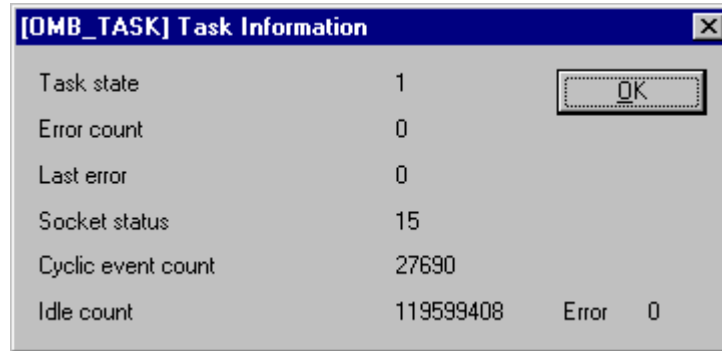 [OMB_TASK] Task Information
Task state 1
OK
Error count 0
Last error 0
Socket status 15
Cyclic event count 27690
Idle count 119599408 Error 0